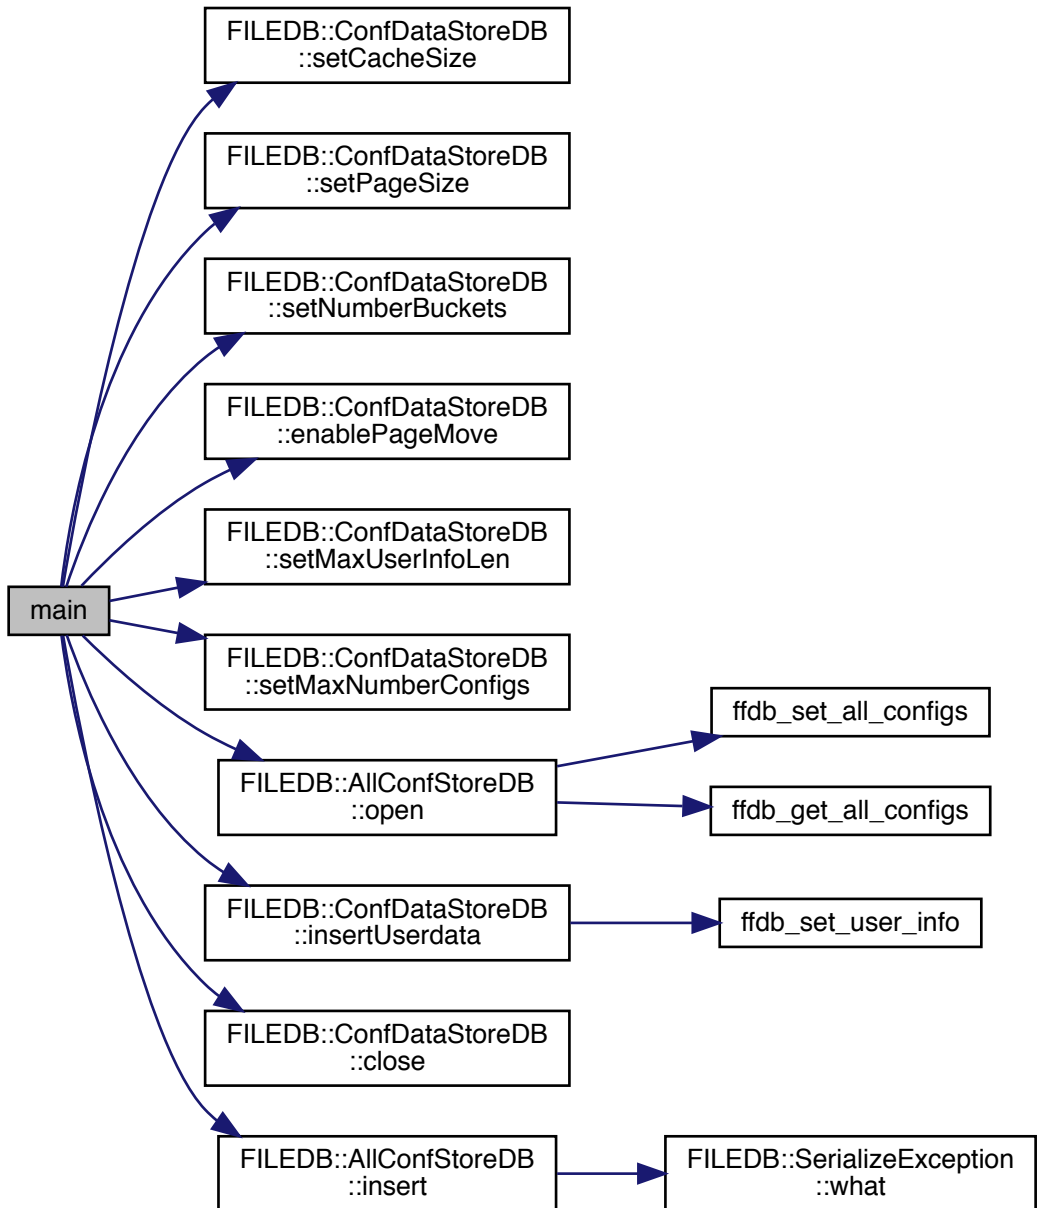 FILEDB::ConfDataStoreDB
::setCacheSize
FILEDB::ConfDataStoreDB
::setPageSize
FILEDB::ConfDataStoreDB
::setNumberBuckets
FILEDB::ConfDataStoreDB
::enablePageMove
FILEDB::ConfDataStoreDB
::setMaxUserInfoLen
main
FILEDB::ConfDataStoreDB
::setMaxNumberConfigs
ffdb_set_all_configs
FILEDB::AllConfStoreDB
::open
ffdb_get_all_configs
FILEDB::ConfDataStoreDB
::insertUserdata
ffdb_set_user_info
FILEDB::ConfDataStoreDB
::close
FILEDB::AllConfStoreDB
::insert
FILEDB::SerializeException
::what